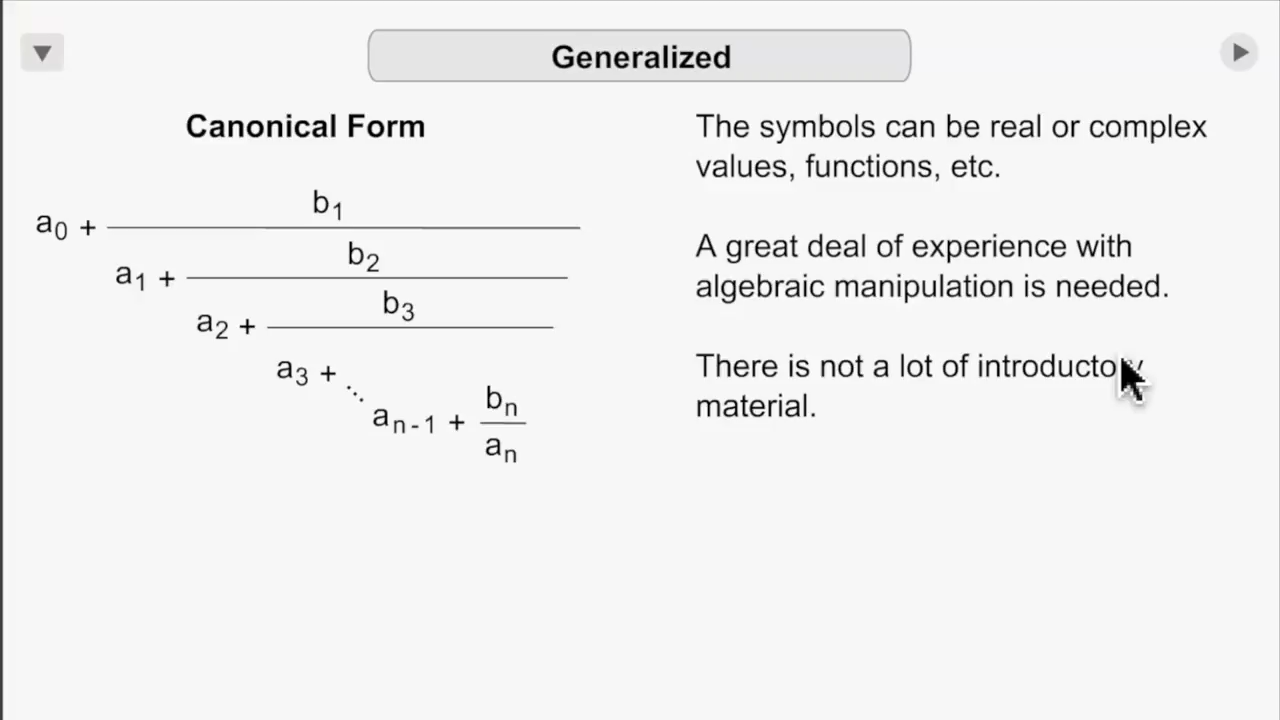 Generalized
Canonical Form
a₀ +
b₁
a₁ +
b₂
a₂ +
b₃
a₃ +
⋱
aₙ₋₁ +
bₙ
aₙ
The symbols can be real or complex
values, functions, etc.
A great deal of experience with
algebraic manipulation is needed.
There is not a lot of introductory
material.